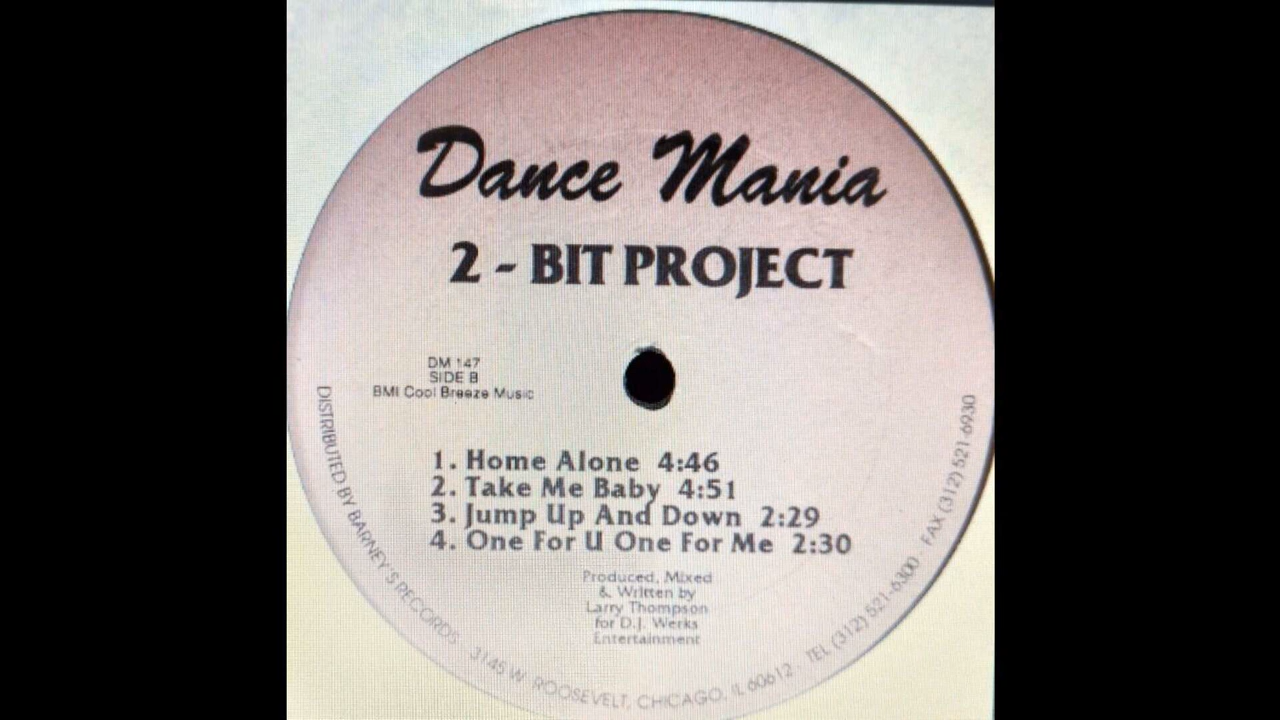 Dance Mania
2 - BIT PROJECT
DM 147
SIDE B
BMI Cool Breeze Music
1. Home Alone 4:46
2. Take Me Baby 4:51
3. Jump Up And Down 2:29
4. One For U One For Me 2:30
Produced, Mixed
& Written by
Larry Thompson
for D.J. Werks
Entertainment
DISTRIBUTED BY BARNEY'S RECORDS · 3145 W. ROOSEVELT, CHICAGO, IL 60612 · TEL (312) 521-6300 · FAX (312) 521-6930